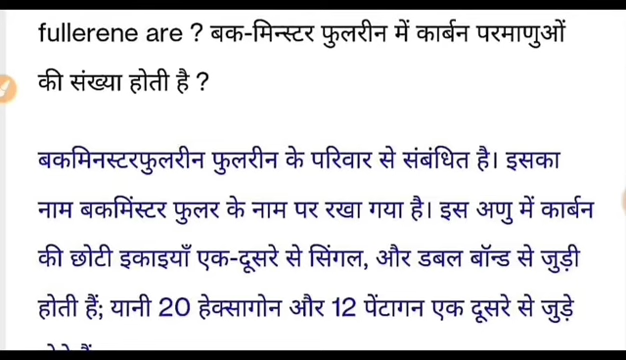 fullerene are ? बक-मिन्स्टर फुलरीन में कार्बन परमाणुओं
की संख्या होती है ?
बकमिनस्टरफुलरीन फुलरीन के परिवार से संबंधित है। इसका
नाम बकमिंस्टर फुलर के नाम पर रखा गया है। इस अणु में कार्बन
की छोटी इकाइयाँ एक-दूसरे से सिंगल, और डबल बॉन्ड से जुड़ी
होती हैं; यानी 20 हेक्सागोन और 12 पेंटागन एक दूसरे से जुड़े